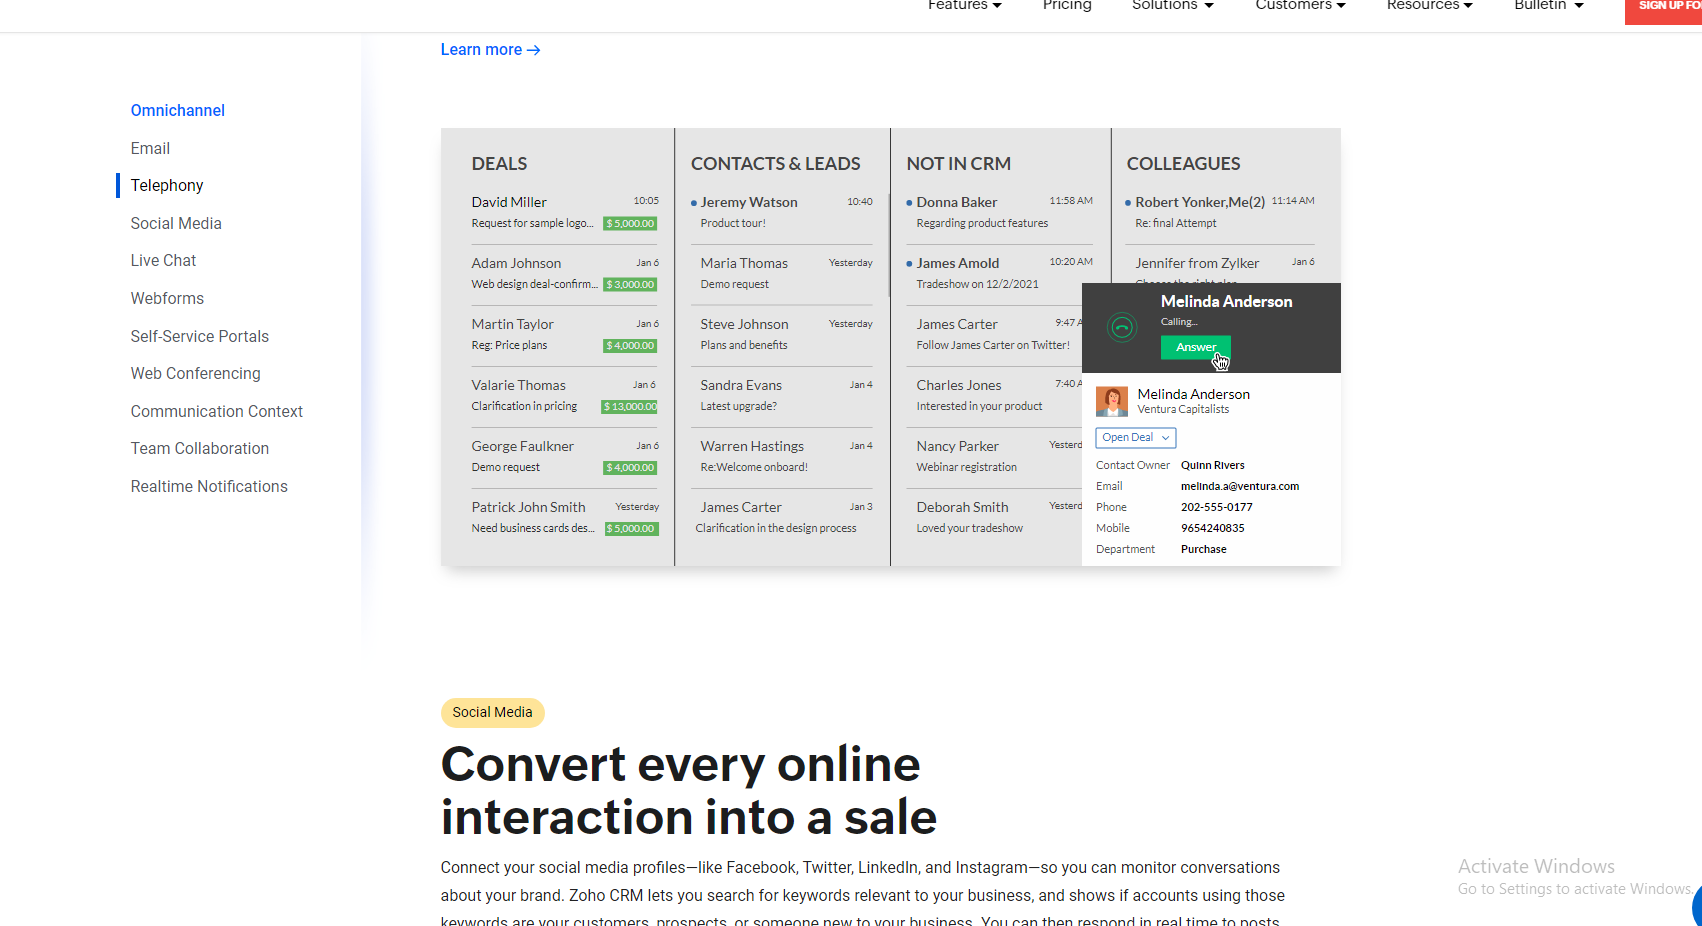 Features
Pricing
Solutions
Customers
Resources
Bulletin
SIGN UP FO
Learn more →
Omnichannel
Email
Telephony
Social Media
Live Chat
Webforms
Self-Service Portals
Web Conferencing
Communication Context
Team Collaboration
Realtime Notifications
DEALS
David Miller 10:05
Request for sample logo... $ 5,000.00
Adam Johnson Jan 6
Web design deal-confirm... $ 3,000.00
Martin Taylor Jan 6
Reg: Price plans $ 4,000.00
Valarie Thomas Jan 6
Clarification in pricing $ 13,000.00
George Faulkner Jan 6
Demo request $ 4,000.00
Patrick John Smith Yesterday
Need business cards des... $ 5,000.00
CONTACTS & LEADS
Jeremy Watson 10:40
Product tour!
Maria Thomas Yesterday
Demo request
Steve Johnson Yesterday
Plans and benefits
Sandra Evans Jan 4
Latest upgrade?
Warren Hastings Jan 4
Re:Welcome onboard!
James Carter Jan 3
Clarification in the design process
NOT IN CRM
Donna Baker 11:58 AM
Regarding product features
James Amold 10:20 AM
Tradeshow on 12/2/2021
James Carter 9:47 A
Follow James Carter on Twitter!
Charles Jones 7:40 A
Interested in your product
Nancy Parker Yesterd
Webinar registration
Deborah Smith Yesterd
Loved your tradeshow
COLLEAGUES
Robert Yonker,Me(2) 11:14 AM
Re: final Attempt
Jennifer from Zylker Jan 6
Melinda Anderson
Calling...
Answer
Melinda Anderson
Ventura Capitalists
Open Deal
Contact Owner Quinn Rivers
Email melinda.a@ventura.com
Phone 202-555-0177
Mobile 9654240835
Department Purchase
Social Media
Convert every online
interaction into a sale
Connect your social media profiles—like Facebook, Twitter, LinkedIn, and Instagram—so you can monitor conversations
about your brand. Zoho CRM lets you search for keywords relevant to your business, and shows if accounts using those
keywords are your customers, prospects, or someone new to your business. You can then respond in real time to posts
Activate Windows
Go to Settings to activate Windows.